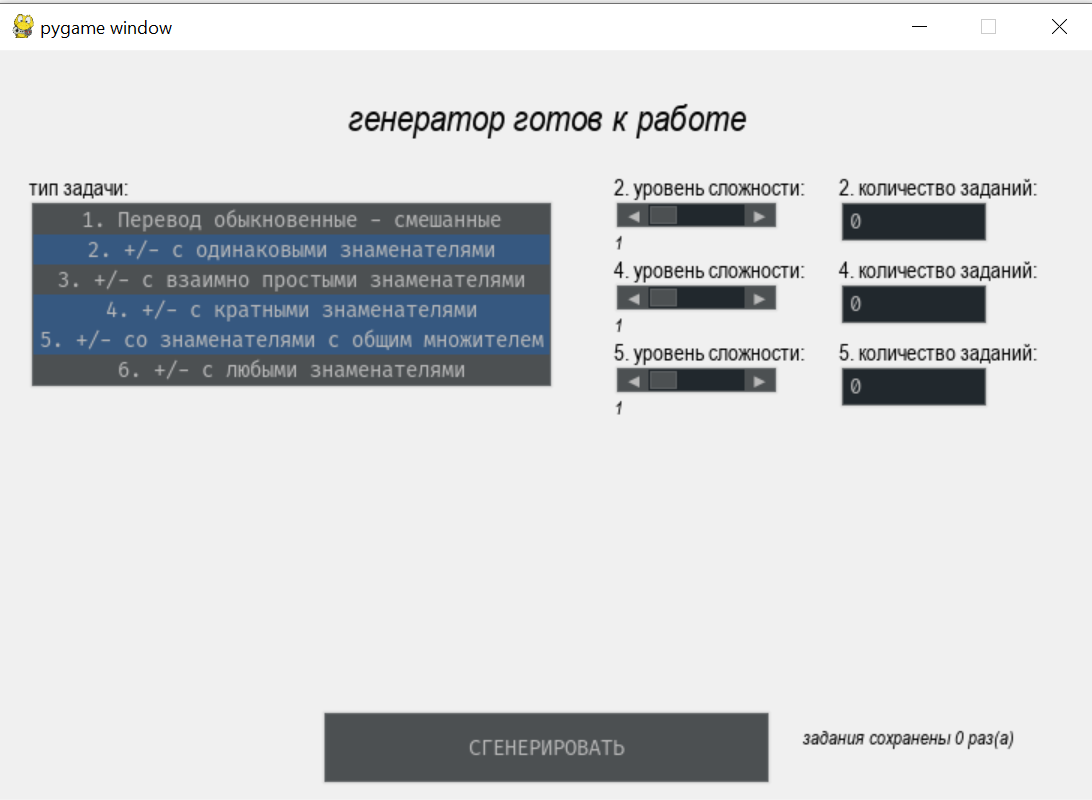 pygame window
генератор готов к работе
тип задачи:
1. Перевод обыкновенные - смешанные
2. +/- с одинаковыми знаменателями
3. +/- с взаимно простыми знаменателями
4. +/- с кратными знаменателями
5. +/- со знаменателями с общим множителем
6. +/- с любыми знаменателями
2. уровень сложности:
1
4. уровень сложности:
1
5. уровень сложности:
1
2. количество заданий:
0
4. количество заданий:
0
5. количество заданий:
0
СГЕНЕРИРОВАТЬ
задания сохранены 0 раз(а)